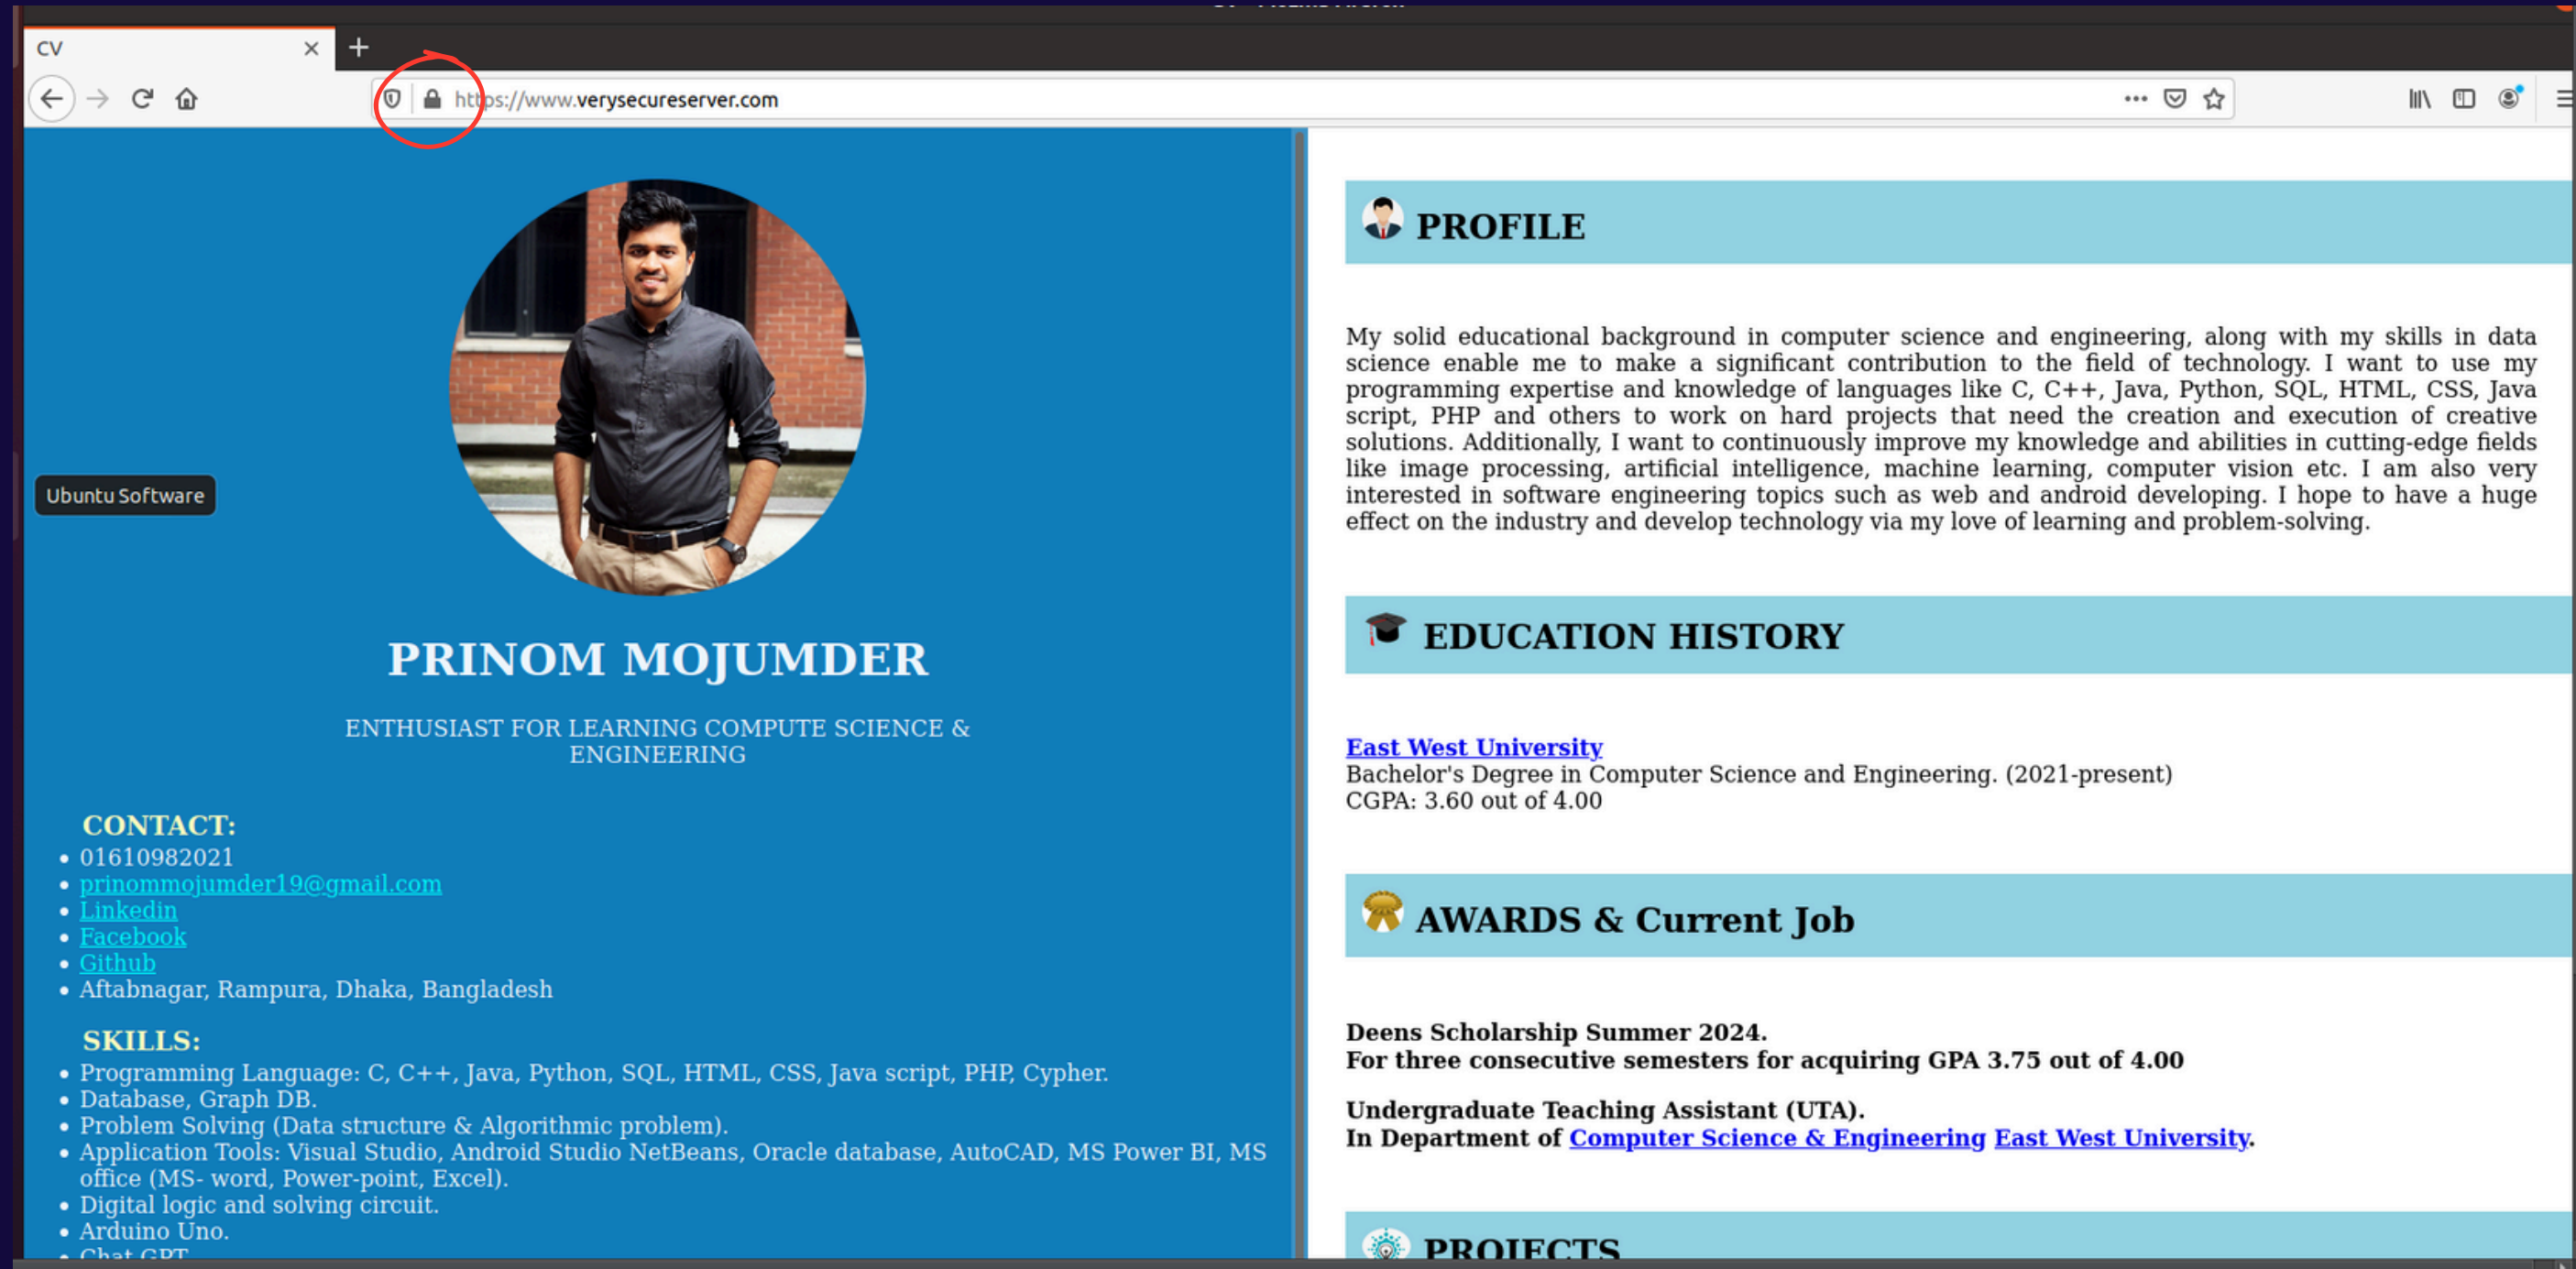 CV
https://www.verysecureserver.com
Ubuntu Software
PRINOM MOJUMDER
ENTHUSIAST FOR LEARNING COMPUTE SCIENCE &
ENGINEERING
CONTACT:
01610982021
prinommojumder19@gmail.com
Linkedin
Facebook
Github
Aftabnagar, Rampura, Dhaka, Bangladesh
SKILLS:
Programming Language: C, C++, Java, Python, SQL, HTML, CSS, Java script, PHP, Cypher.
Database, Graph DB.
Problem Solving (Data structure & Algorithmic problem).
Application Tools: Visual Studio, Android Studio NetBeans, Oracle database, AutoCAD, MS Power BI, MS
office (MS- word, Power-point, Excel).
Digital logic and solving circuit.
Arduino Uno.
Chat GPT
PROFILE
My solid educational background in computer science and engineering, along with my skills in data
science enable me to make a significant contribution to the field of technology. I want to use my
programming expertise and knowledge of languages like C, C++, Java, Python, SQL, HTML, CSS, Java
script, PHP and others to work on hard projects that need the creation and execution of creative
solutions. Additionally, I want to continuously improve my knowledge and abilities in cutting-edge fields
like image processing, artificial intelligence, machine learning, computer vision etc. I am also very
interested in software engineering topics such as web and android developing. I hope to have a huge
effect on the industry and develop technology via my love of learning and problem-solving.
EDUCATION HISTORY
East West University
Bachelor's Degree in Computer Science and Engineering. (2021-present)
CGPA: 3.60 out of 4.00
AWARDS & Current Job
Deens Scholarship Summer 2024.
For three consecutive semesters for acquiring GPA 3.75 out of 4.00
Undergraduate Teaching Assistant (UTA).
In Department of Computer Science & Engineering East West University.
PROJECTS